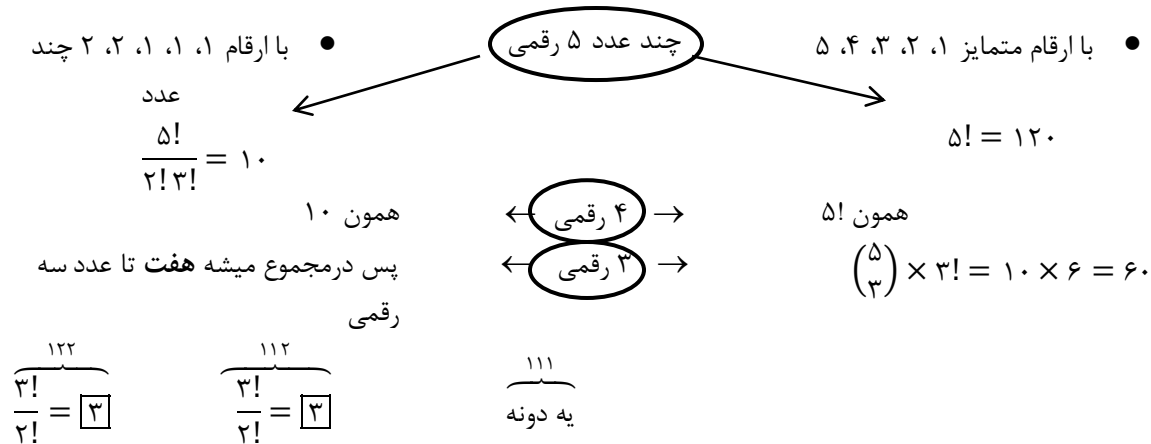 ● با ارقام متمایز ۱، ۲، ۳، ۴، ۵ چند عدد ۵ رقمی ● با ارقام ۱، ۱، ۱، ۲، ۲ چند
عدد
۵! = ۱۲۰
۵! / ۲! ۳! = ۱۰
همون ۵! → ۴ رقمی ← همون ۱۰
(۵ ۳) × ۳! = ۱۰ × ۶ = ۶۰ → ۳ رقمی ← پس درمجموع میشه هفت تا عدد سه
رقمی
۱۱۱ ۱۱۲ ۱۲۲
یه دونه ۳! / ۲! = ۳ ۳! / ۲! = ۳